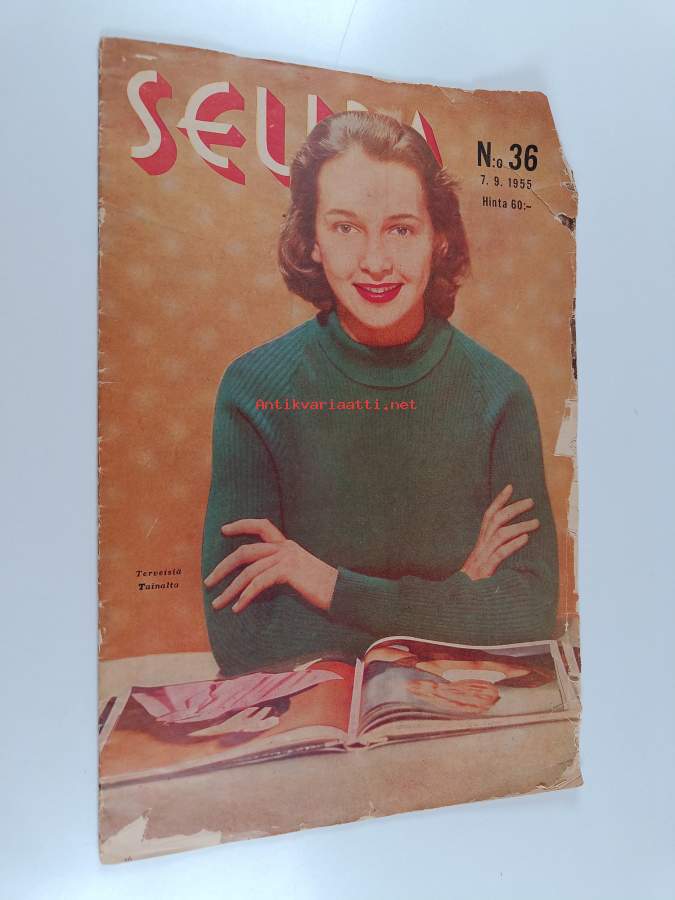 SEURA
N:o 36
7. 9. 1955
Hinta 60:-
Antikvariaatti.net
Terveisiä
Tainalta